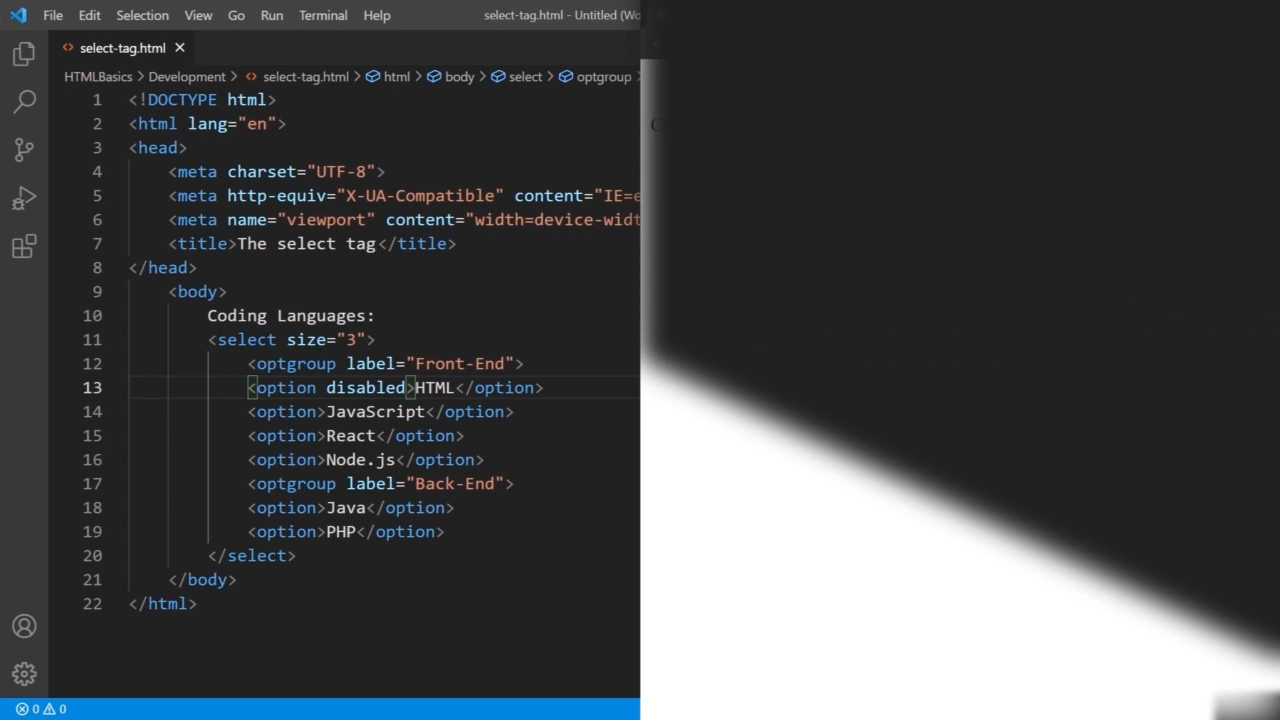 File Edit Selection View Go Run Terminal Help select-tag.html - Untitled (Wo
select-tag.html
HTMLBasics > Development > select-tag.html > html > body > select > optgroup >
1 <!DOCTYPE html>
2 <html lang="en">
3 <head>
4 <meta charset="UTF-8">
5 <meta http-equiv="X-UA-Compatible" content="IE=e
6 <meta name="viewport" content="width=device-widt
7 <title>The select tag</title>
8 </head>
9 <body>
10 Coding Languages:
11 <select size="3">
12 <optgroup label="Front-End">
13 <option disabled>HTML</option>
14 <option>JavaScript</option>
15 <option>React</option>
16 <option>Node.js</option>
17 <optgroup label="Back-End">
18 <option>Java</option>
19 <option>PHP</option>
20 </select>
21 </body>
22 </html>
0 0